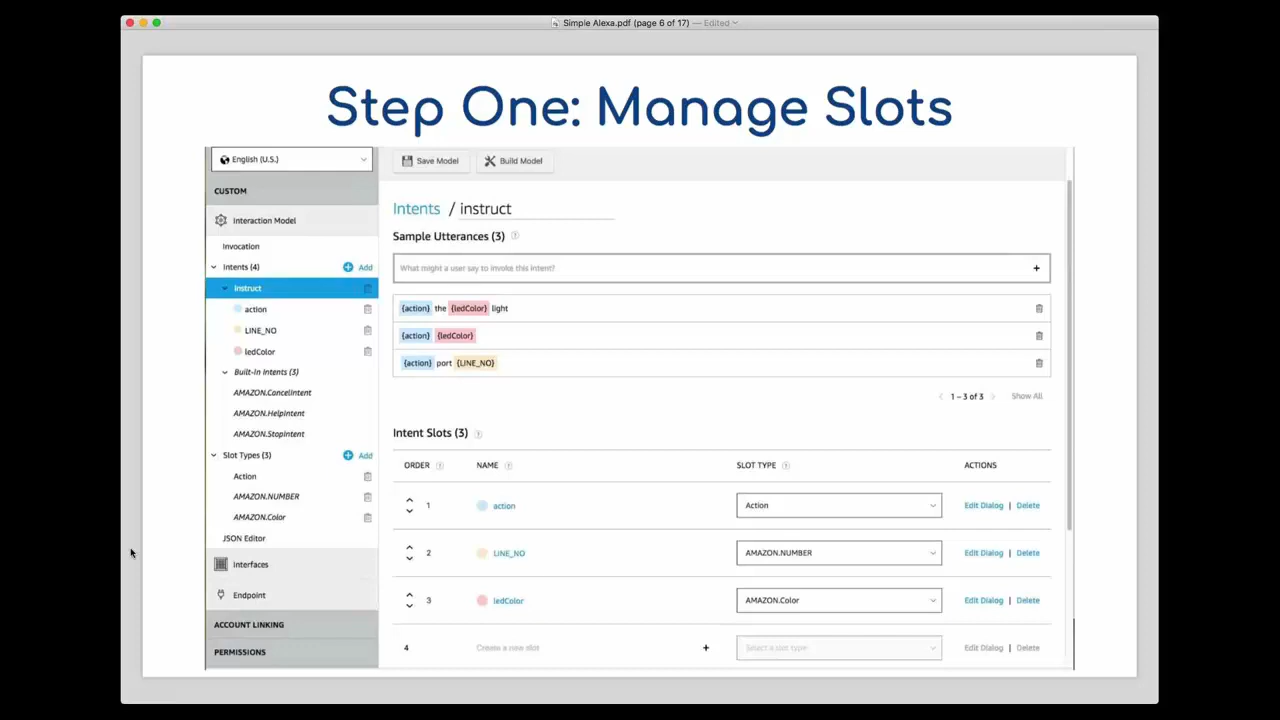 Simple Alexa.pdf (page 6 of 17) — Edited
Step One: Manage Slots
English (U.S.)
CUSTOM
Interaction Model
Invocation
Intents (4)
Add
instruct
action
LINE_NO
ledColor
Built-In Intents (3)
AMAZON.CancelIntent
AMAZON.HelpIntent
AMAZON.StopIntent
Slot Types (3)
Add
Action
AMAZON.NUMBER
AMAZON.Color
JSON Editor
Interfaces
Endpoint
ACCOUNT LINKING
PERMISSIONS
Save Model
Build Model
Intents / instruct
Sample Utterances (3)
What might a user say to invoke this intent?
{action} the {ledColor} light
{action} {ledColor}
{action} port {LINE_NO}
1 – 3 of 3
Show All
Intent Slots (3)
ORDER NAME SLOT TYPE ACTIONS
1 action Action Edit Dialog | Delete
2 LINE_NO AMAZON.NUMBER Edit Dialog | Delete
3 ledColor AMAZON.Color Edit Dialog | Delete
4 Create a new slot Select a slot type Edit Dialog | Delete